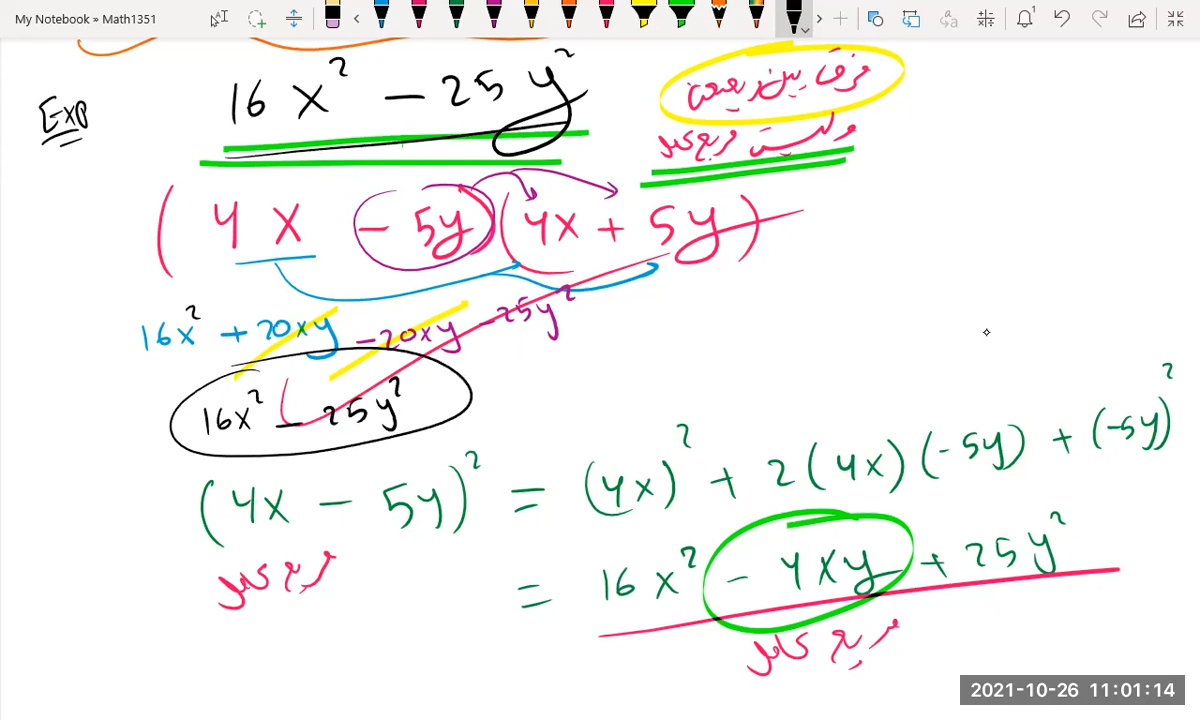 My Notebook » Math1351
Exp
16x² - 25y²
فرق بين مربعين
وليست مربع كامل
(4x - 5y)(4x + 5y)
16x² + 20xy - 20xy - 25y²
16x² - 25y²
(4x - 5y)² = (4x)² + 2(4x)(-5y) + (-5y)²
مربع كامل
= 16x² - 4xy + 25y²
مربع كامل
2021-10-26 11:01:14